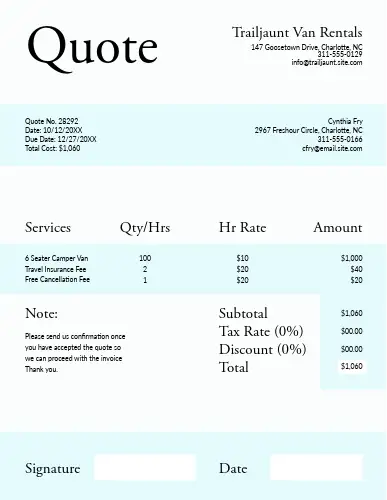 Quote
Trailjaunt Van Rentals
147 Goosetown Drive, Charlotte, NC
311-555-0129
info@trailjaunt.site.com
Quote No. 28292
Date: 10/12/20XX
Due Date: 12/27/20XX
Total Cost: $1,060
Cynthia Fry
2967 Freshour Circle, Charlotte, NC
311-555-0166
cfry@email.site.com
Services Qty/Hrs Hr Rate Amount
6 Seater Camper Van 100 $10 $1,000
Travel Insurance Fee 2 $20 $40
Free Cancellation Fee 1 $20 $20
Note:
Please send us confirmation once
you have accepted the quote so
we can proceed with the invoice
Thank you.
Subtotal $1,060
Tax Rate (0%) $00.00
Discount (0%) $00.00
Total $1,060
Signature Date